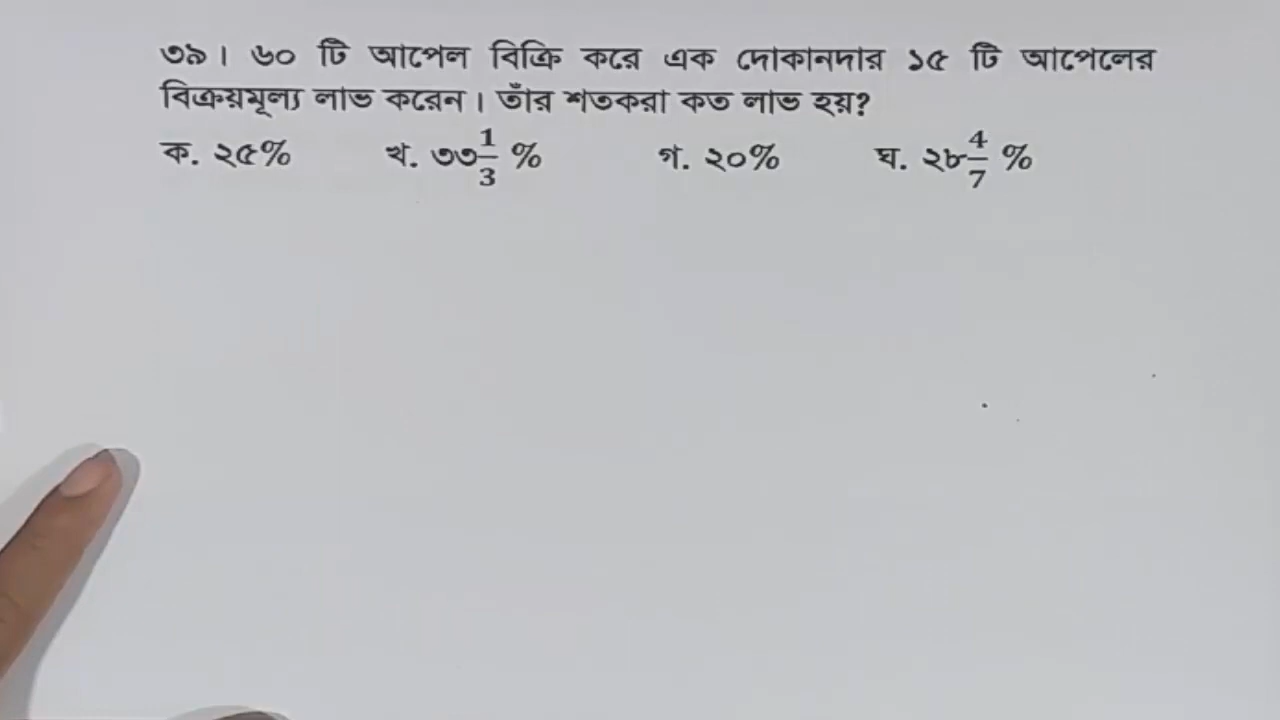 ৩৯। ৬০ টি আপেল বিক্রি করে এক দোকানদার ১৫ টি আপেলের
বিক্রয়মূল্য লাভ করেন। তাঁর শতকরা কত লাভ হয়?
ক. ২৫% খ. ৩৩1/3 % গ. ২০% ঘ. ২৮4/7 %